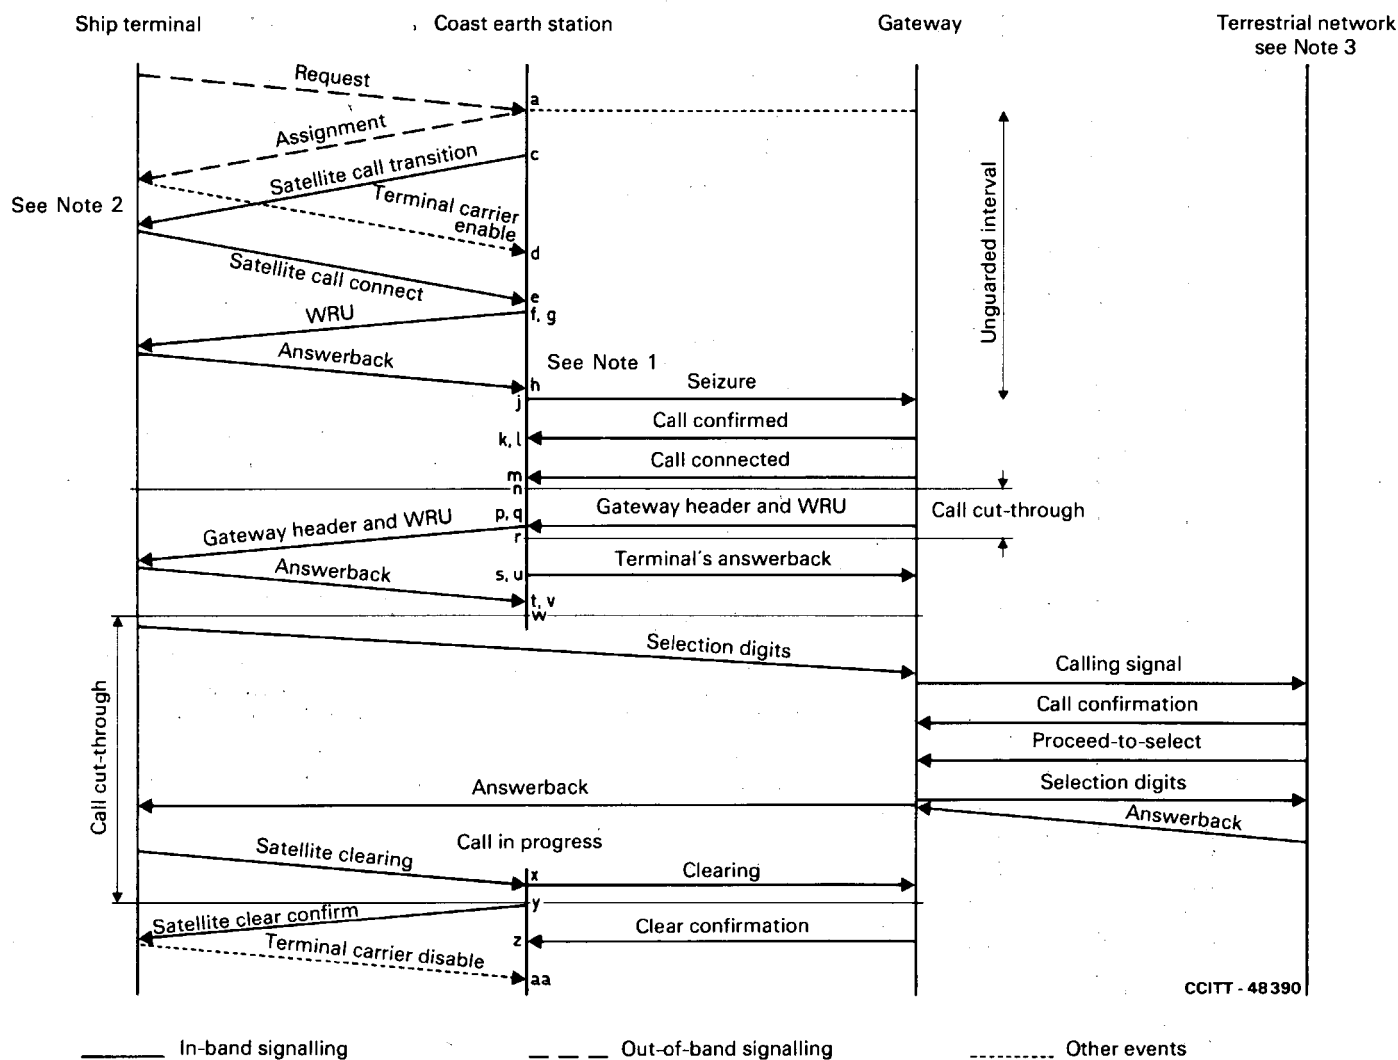 Ship terminal
Coast earth station
Gateway
Terrestrial network
see Note 3
Request
a
Assignment
c
Satellite call transition
See Note 2
Terminal carrier
enable
d
Unguarded interval
Satellite call connect
e
WRU
f, g
Answerback
See Note 1
h
Seizure
j
Call confirmed
k, l
Call connected
m
n
Gateway header and WRU
p, q
Gateway header and WRU
Call cut-through
r
Terminal's answerback
Answerback
s, u
t, v
w
Selection digits
Calling signal
Call confirmation
Proceed-to-select
Call cut-through
Answerback
Selection digits
Answerback
Call in progress
Satellite clearing
x
Clearing
y
Satellite clear confirm
Clear confirmation
z
Terminal carrier disable
aa
CCITT - 48390
In-band signalling
Out-of-band signalling
Other events